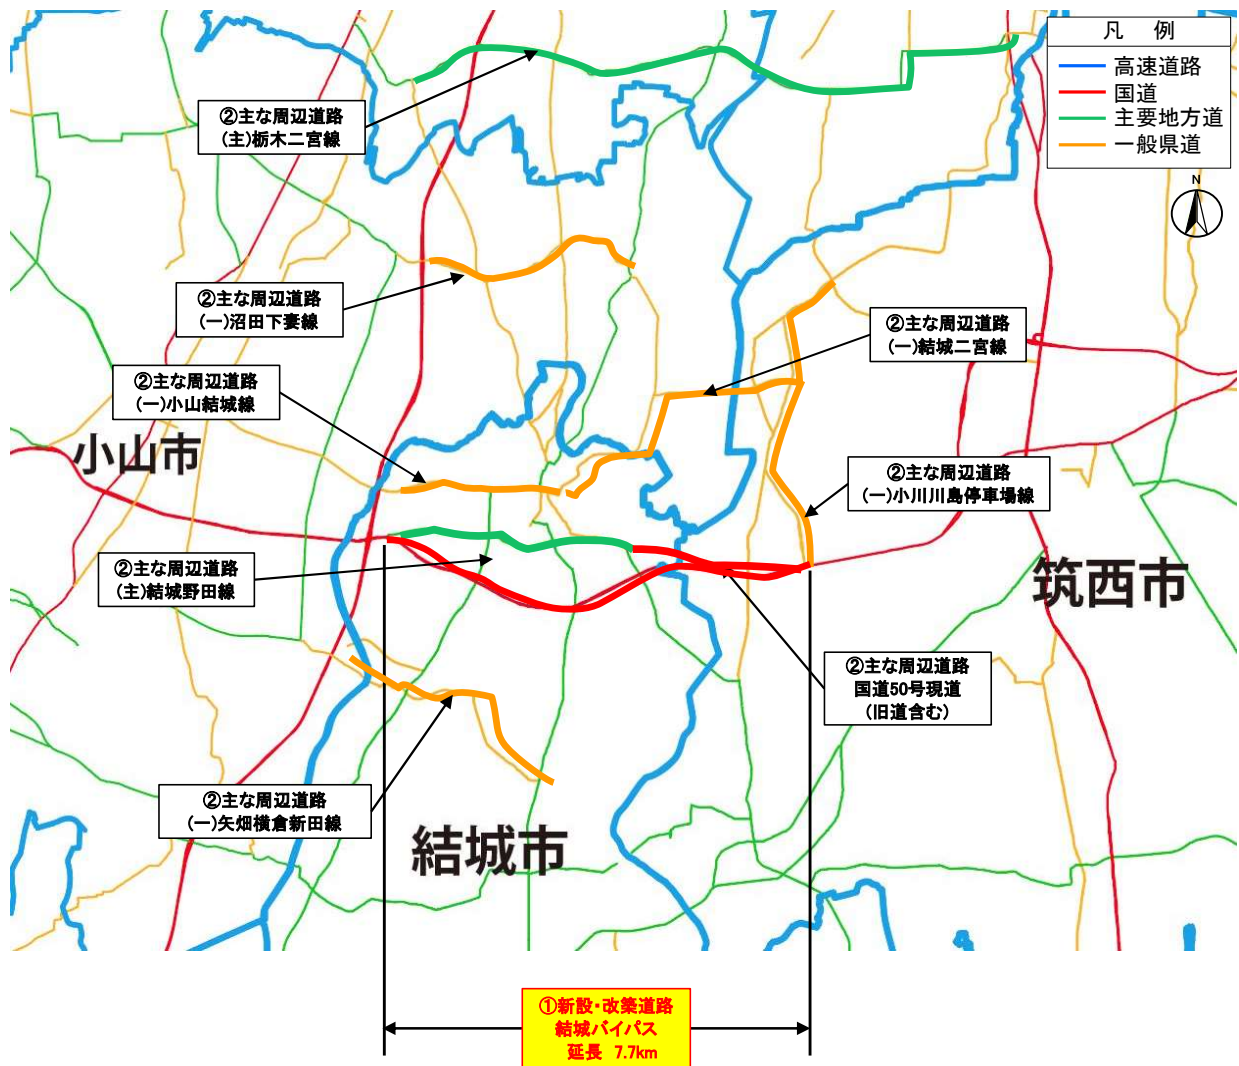 凡 例
高速道路
国道
主要地方道
一般県道
N
②主な周辺道路
(主)栃木二宮線
②主な周辺道路
(一)沼田下妻線
②主な周辺道路
(一)結城二宮線
②主な周辺道路
(一)小山結城線
小山市
②主な周辺道路
(一)小川川島停車場線
②主な周辺道路
(主)結城野田線
筑西市
②主な周辺道路
国道50号現道
(旧道含む)
②主な周辺道路
(一)矢畑横倉新田線
結城市
①新設・改築道路
結城バイパス
延長 7.7km